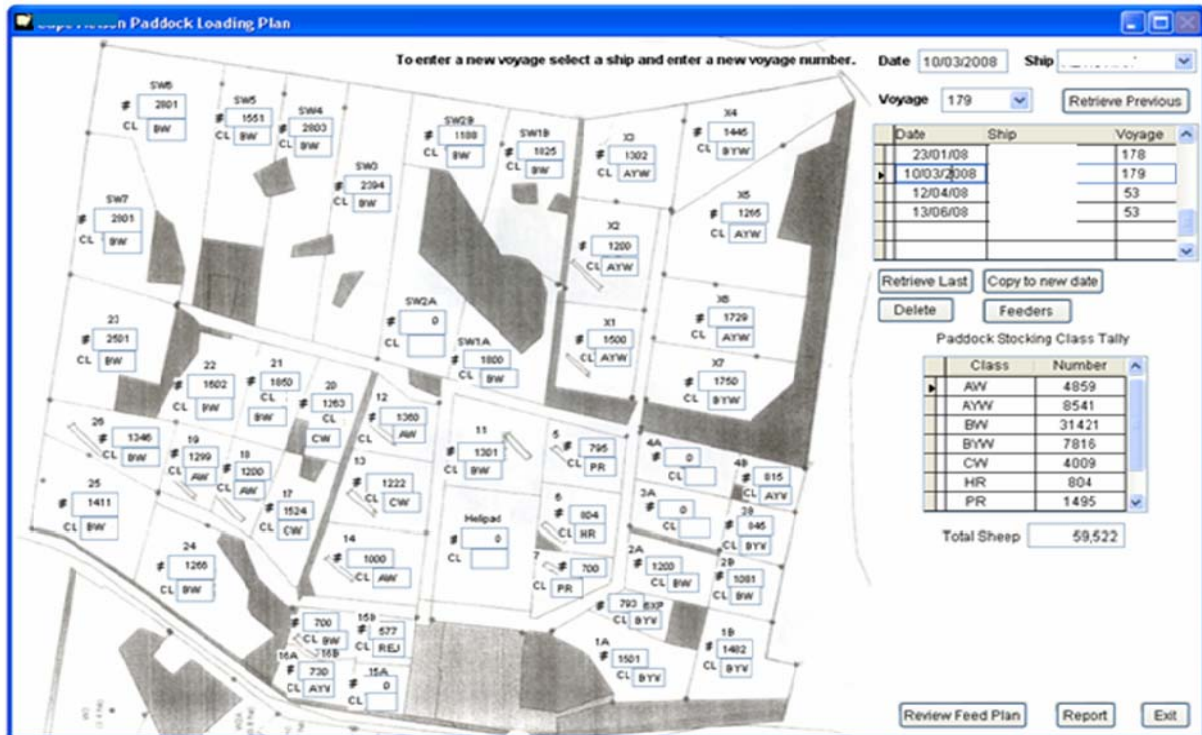 Paddock Loading Plan
To enter a new voyage select a ship and enter a new voyage number.
Date 10/03/2008 Ship
Voyage 179 Retrieve Previous
Date Ship Voyage
23/01/08 178
10/03/2008 179
12/04/08 53
13/06/08 53
Retrieve Last Copy to new date
Delete Feeders
Paddock Stocking Class Tally
Class Number
AW 4859
AYW 8541
BW 31421
BYW 7816
CW 4009
HR 804
PR 1495
Total Sheep 59,522
Review Feed Plan Report Exit
SW6
# 2801
CL BW
SW5
# 1551
CL BW
SW4
# 2803
CL BW
SW3
# 2394
CL BW
SW2B
# 1188
CL BW
SW1B
# 1825
CL BW
X3
# 1302
CL AYW
X4
# 1446
CL BYW
SW7
# 2801
CL BW
X2
# 1200
CL AYW
X5
# 1265
CL AYW
23
# 2501
CL BW
SW2A
# 0
CL
SW1A
# 1800
CL BW
X1
# 1500
CL AYW
X6
# 1729
CL AYW
X7
# 1750
CL BYW
22
# 1602
CL BW
21
# 1850
CL
BW
20
# 1263
CL
CW
12
# 1360
CL AW
11
# 1301
CL BW
5
# 795
CL PR
4A
# 0
CL
4B
# 815
CL AYW
26
# 1346
CL BW
19
# 1299
CL AW
18
# 1200
CL AW
17
# 1524
CL CW
13
# 1222
CL CW
6
# 804
CL HR
3A
# 0
CL
3B
# 845
CL BYW
25
# 1411
CL BW
24
# 1266
CL BW
14
# 1000
CL AW
Helipad
# 0
CL
7
# 700
CL PR
2A
# 1200
CL BW
2B
# 1081
CL BW
# 793
CL BYW
1A
# 1501
CL BYW
1B
# 1482
CL BYW
16B
# 700
CL BW
15B
# 577
CL REJ
16A
# 730
CL AYW
15A
# 0
CL